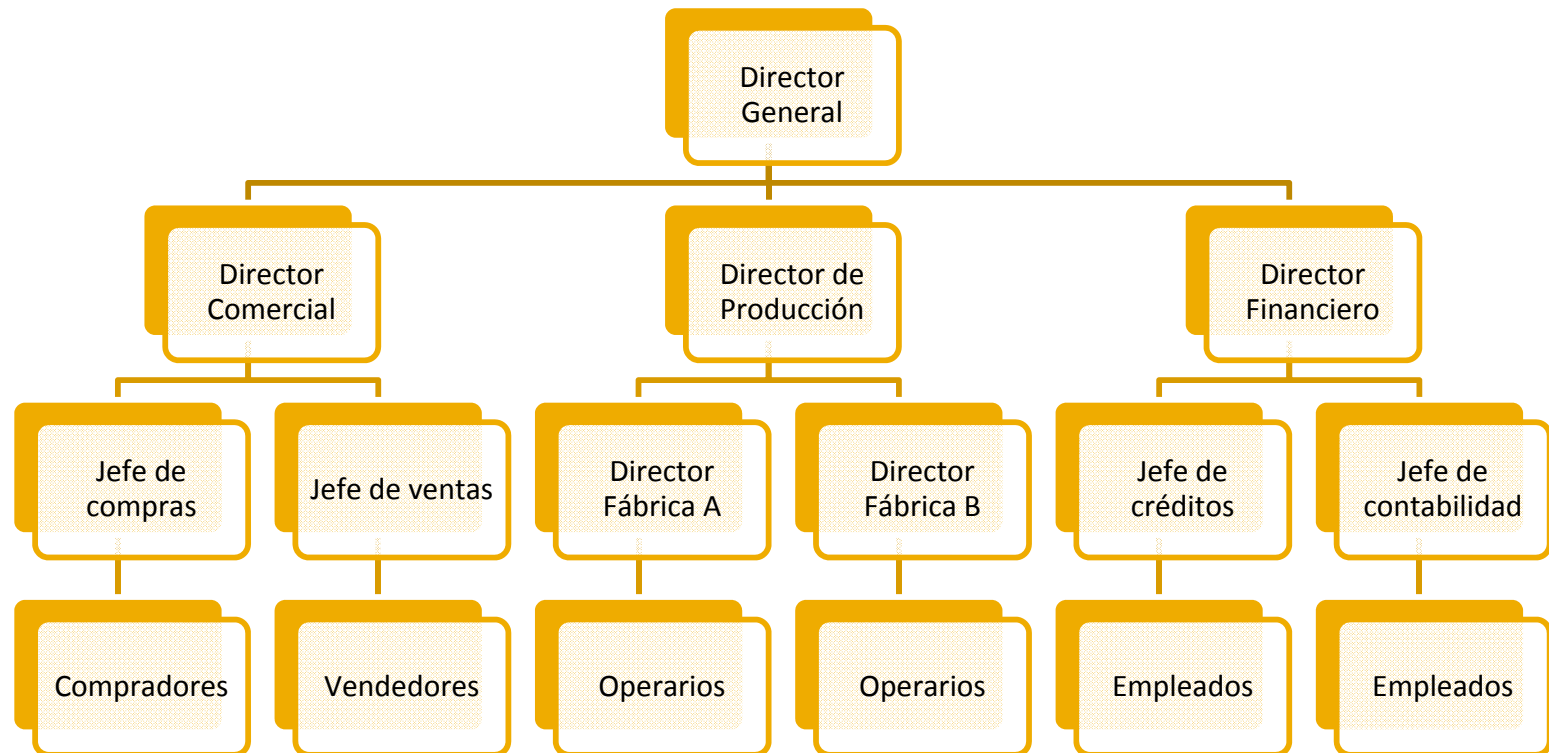 Director
General
Director
Comercial
Director de
Producción
Director
Financiero
Jefe de
compras
Jefe de ventas
Director
Fábrica A
Director
Fábrica B
Jefe de
créditos
Jefe de
contabilidad
Compradores
Vendedores
Operarios
Operarios
Empleados
Empleados